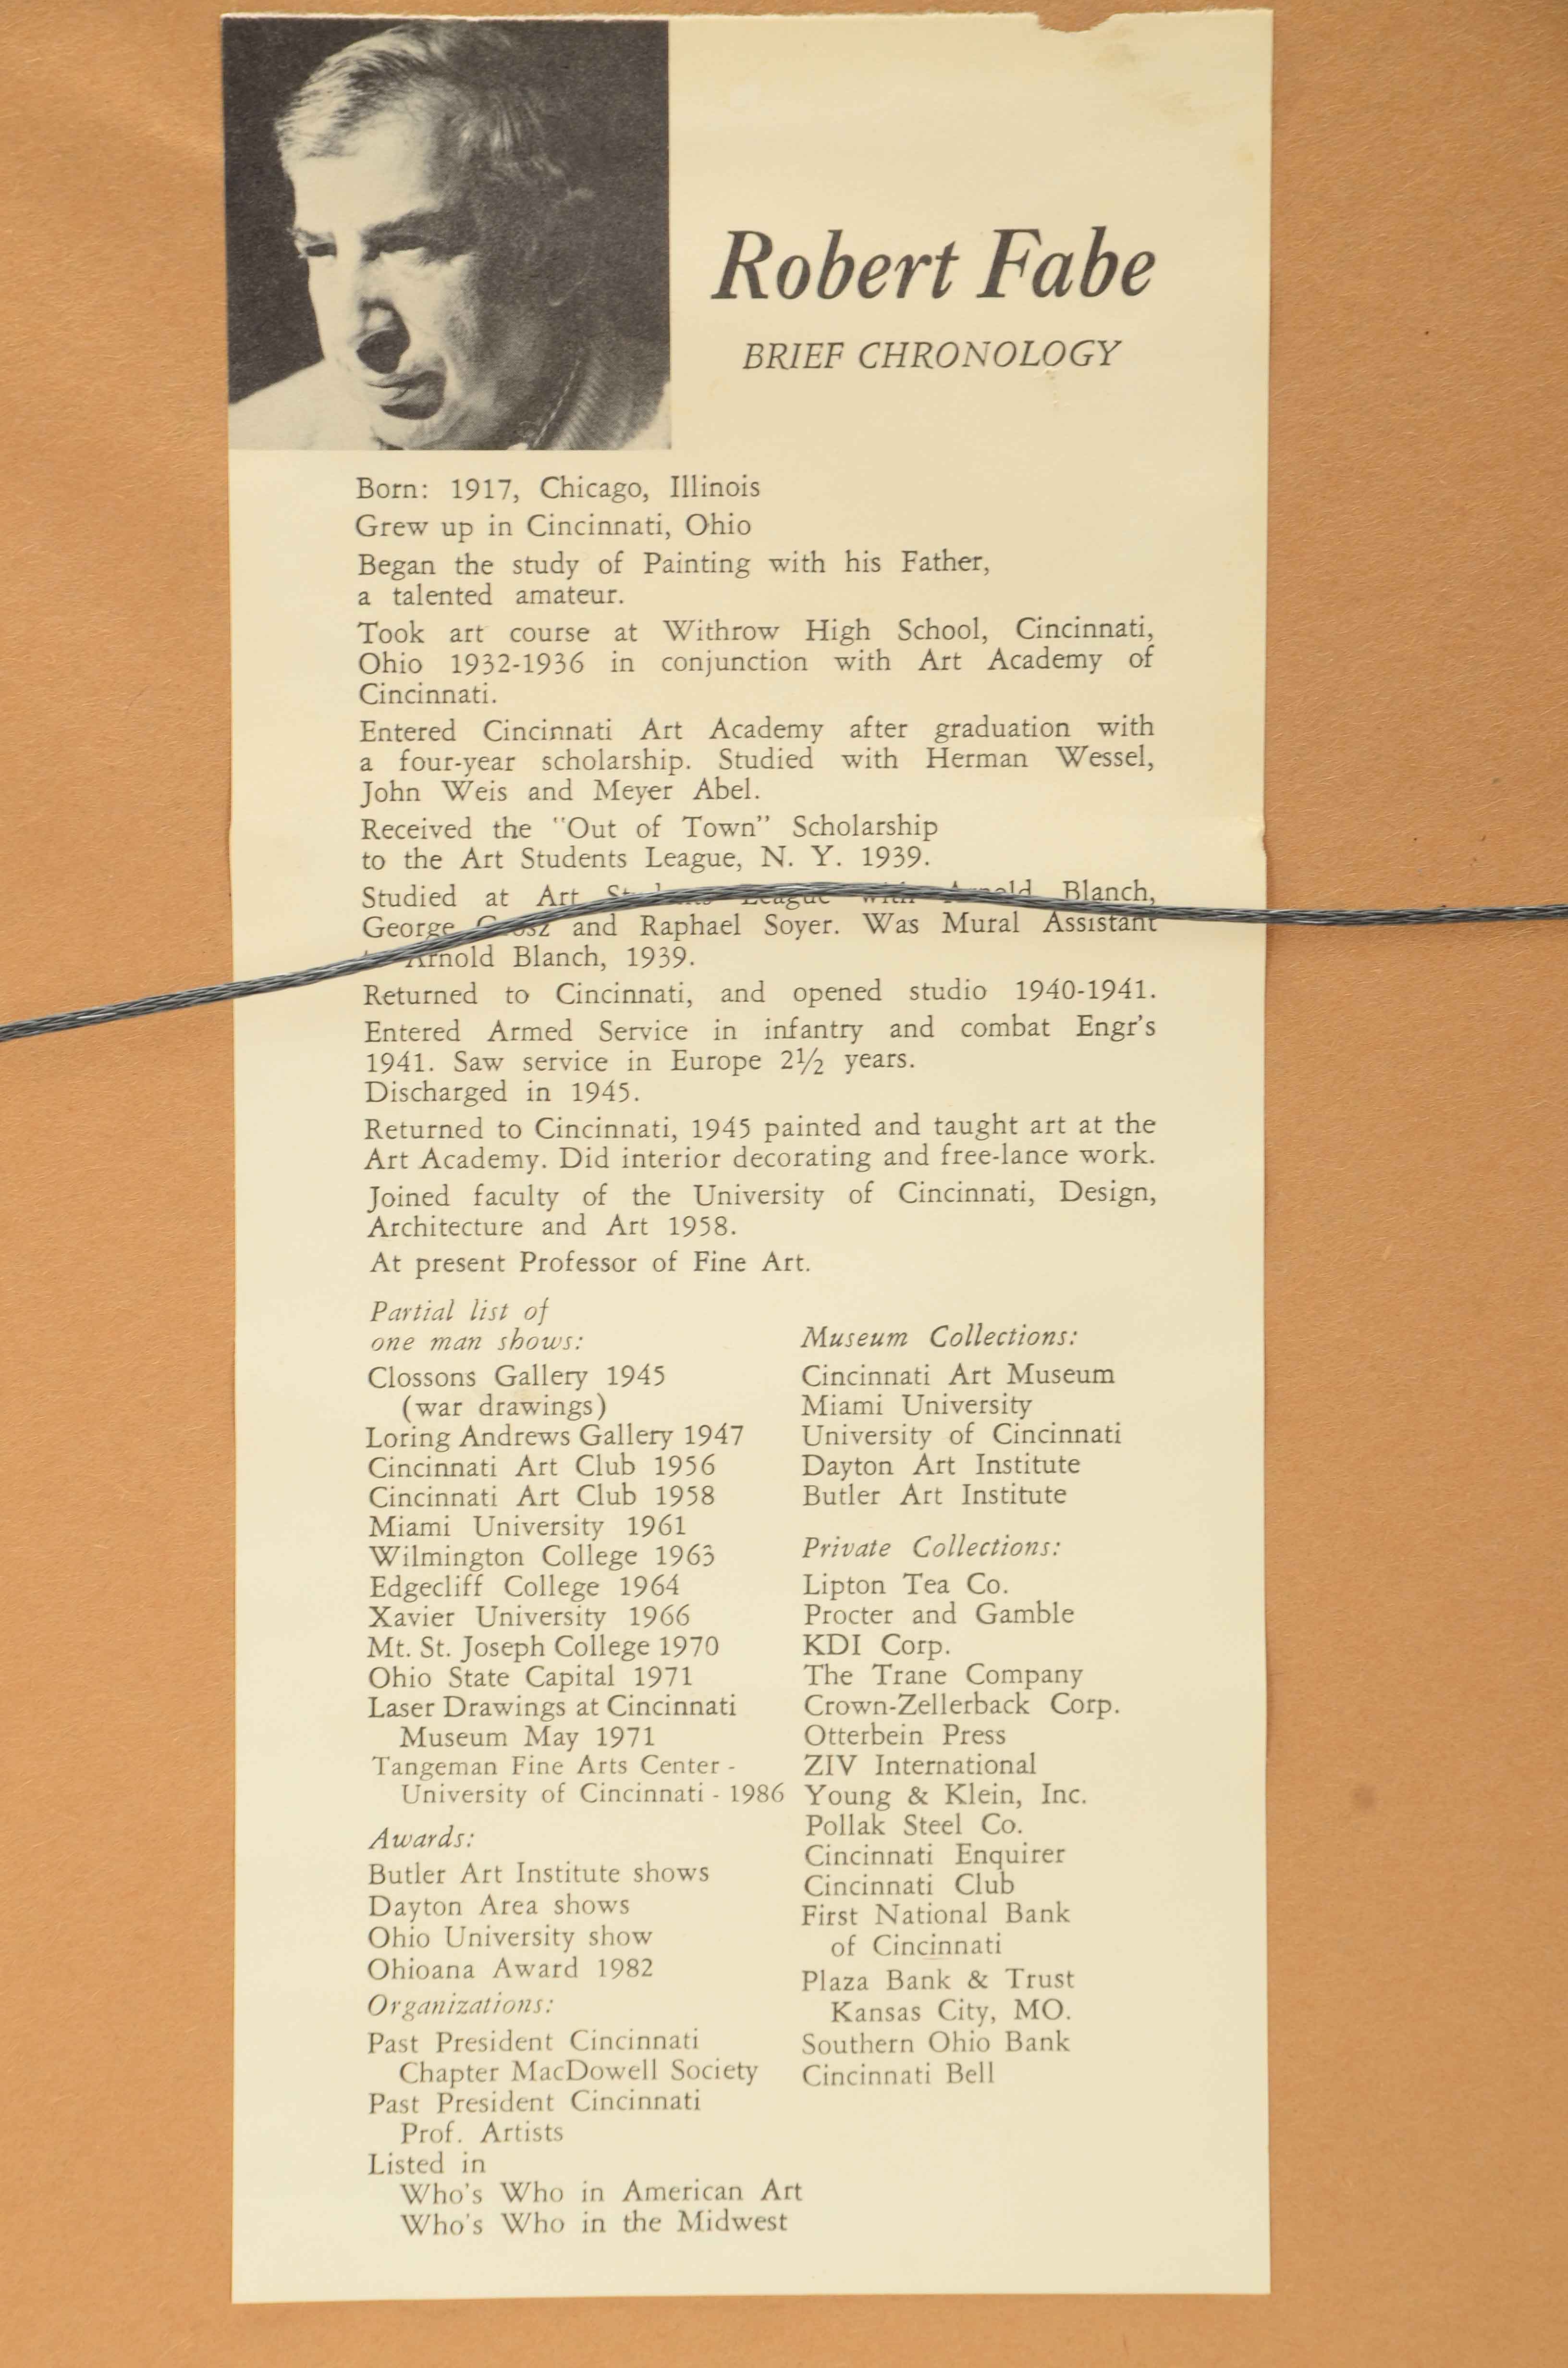 Robert Fabe
BRIEF CHRONOLOGY
Born: 1917, Chicago, Illinois
Grew up in Cincinnati, Ohio
Began the study of Painting with his Father,
a talented amateur.
Took art course at Withrow High School, Cincinnati,
Ohio 1932-1936 in conjunction with Art Academy of
Cincinnati.
Entered Cincinnati Art Academy after graduation with
a four-year scholarship. Studied with Herman Wessel,
John Weis and Meyer Abel.
Received the "Out of Town" Scholarship
to the Art Students League, N. Y. 1939.
Studied at Art Students League with Arnold Blanch,
George Grosz and Raphael Soyer. Was Mural Assistant
Arnold Blanch, 1939.
Returned to Cincinnati, and opened studio 1940-1941.
Entered Armed Service in infantry and combat Engr's
1941. Saw service in Europe 2½ years.
Discharged in 1945.
Returned to Cincinnati, 1945 painted and taught art at the
Art Academy. Did interior decorating and free-lance work.
Joined faculty of the University of Cincinnati, Design,
Architecture and Art 1958.
At present Professor of Fine Art.
Partial list of
one man shows:
Clossons Gallery 1945
(war drawings)
Loring Andrews Gallery 1947
Cincinnati Art Club 1956
Cincinnati Art Club 1958
Miami University 1961
Wilmington College 1963
Edgecliff College 1964
Xavier University 1966
Mt. St. Joseph College 1970
Ohio State Capital 1971
Laser Drawings at Cincinnati
Museum May 1971
Tangeman Fine Arts Center -
University of Cincinnati - 1986
Awards:
Butler Art Institute shows
Dayton Area shows
Ohio University show
Ohioana Award 1982
Organizations:
Past President Cincinnati
Chapter MacDowell Society
Past President Cincinnati
Prof. Artists
Listed in
Who's Who in American Art
Who's Who in the Midwest
Museum Collections:
Cincinnati Art Museum
Miami University
University of Cincinnati
Dayton Art Institute
Butler Art Institute
Private Collections:
Lipton Tea Co.
Procter and Gamble
KDI Corp.
The Trane Company
Crown-Zellerback Corp.
Otterbein Press
ZIV International
Young & Klein, Inc.
Pollak Steel Co.
Cincinnati Enquirer
Cincinnati Club
First National Bank
of Cincinnati
Plaza Bank & Trust
Kansas City, MO.
Southern Ohio Bank
Cincinnati Bell